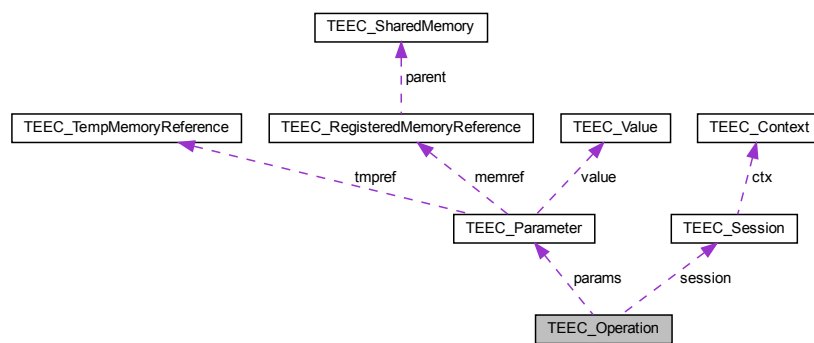 TEEC_SharedMemory
parent
TEEC_TempMemoryReference
TEEC_RegisteredMemoryReference
TEEC_Value
TEEC_Context
tmpref
memref
value
ctx
TEEC_Parameter
TEEC_Session
params
session
TEEC_Operation